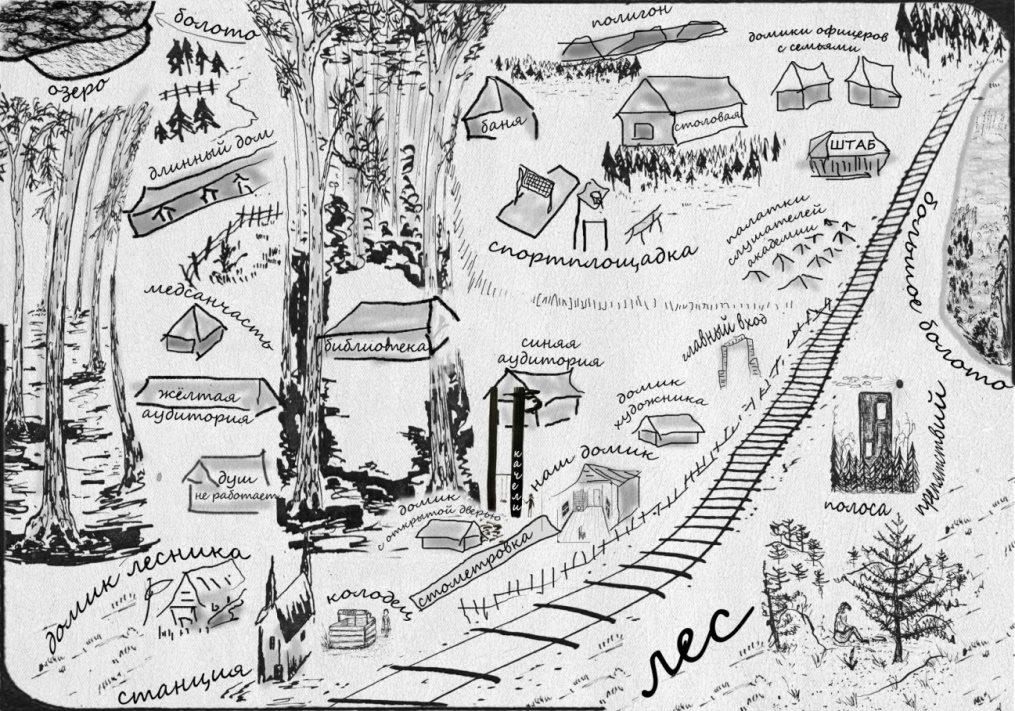 болото
полигон
домики офицеров
с семьями
озеро
баня
столовая
ШТАБ
длинный дом
палатки
слушателей
академии
большое болото
спортплощадка
медсанчасть
библиотека
главный вход
синяя
аудитория
жёлтая
аудитория
домик
художника
качели
наш домик
душ
не работает
домик
с открытой дверью
полоса
препятствий
стометровка
домик лесника
колодец
станция
лес